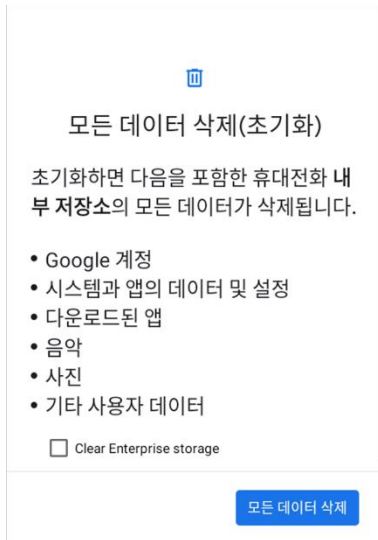 모든 데이터 삭제(초기화)
초기화하면 다음을 포함한 휴대전화 내
부 저장소의 모든 데이터가 삭제됩니다.
• Google 계정
• 시스템과 앱의 데이터 및 설정
• 다운로드된 앱
• 음악
• 사진
• 기타 사용자 데이터
Clear Enterprise storage
모든 데이터 삭제